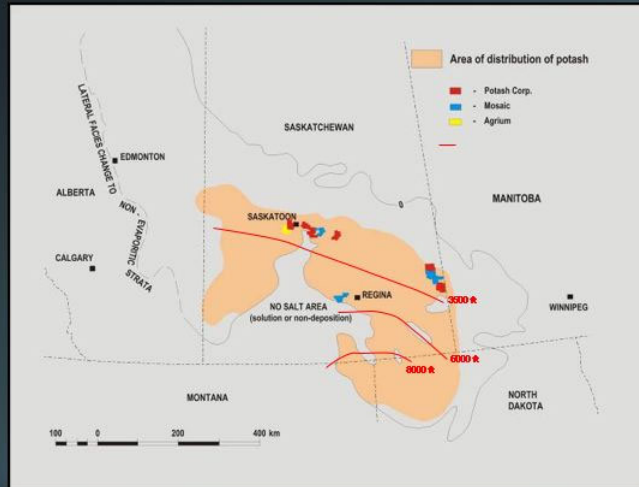 Area of distribution of potash
- Potash Corp.
- Mosaic
- Agrium
LATERAL FACIES CHANGE TO
NON - EVAPORITIC
STRATA
SASKATCHEWAN
EDMONTON
ALBERTA
MANITOBA
0
SASKATOON
CALGARY
REGINA
3500 ft
WINNIPEG
NO SALT AREA
(solution or non-deposition)
6000 ft
8000 ft
MONTANA
NORTH
DAKOTA
100 0 200 400 km